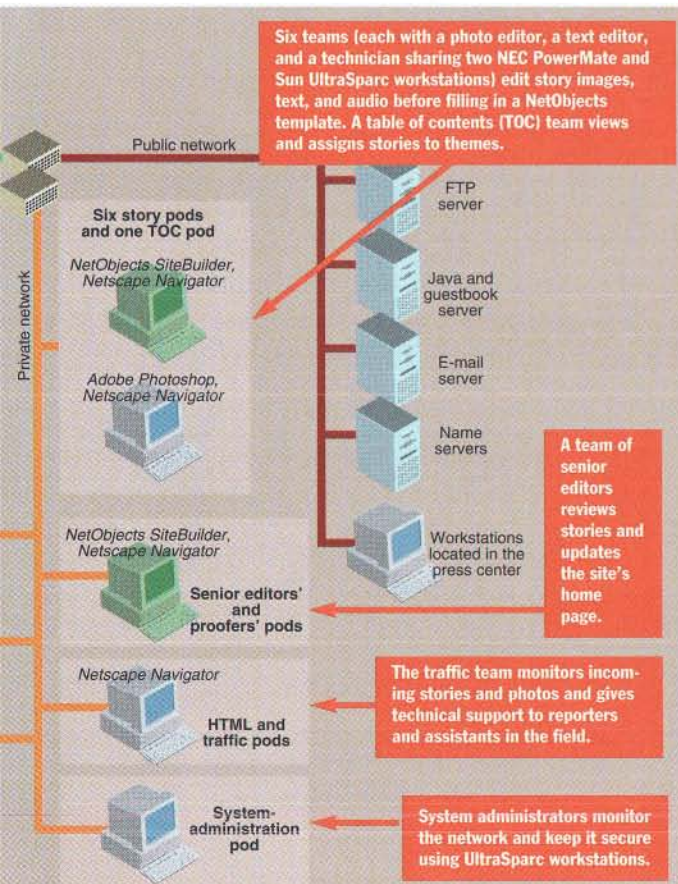 Six teams (each with a photo editor, a text editor,
and a technician sharing two NEC PowerMate and
Sun UltraSparc workstations) edit story images,
text, and audio before filling in a NetObjects
template. A table of contents (TOC) team views
and assigns stories to themes.
Public network
Private network
Six story pods
and one TOC pod
NetObjects SiteBuilder,
Netscape Navigator
Adobe Photoshop,
Netscape Navigator
FTP
server
Java and
guestbook
server
E-mail
server
Name
servers
Workstations
located in the
press center
A team of
senior
editors
reviews
stories and
updates
the site's
home
page.
NetObjects SiteBuilder,
Netscape Navigator
Senior editors'
and
proofers' pods
Netscape Navigator
HTML and
traffic pods
The traffic team monitors incom-
ing stories and photos and gives
technical support to reporters
and assistants in the field.
System-
administration
pod
System administrators monitor
the network and keep it secure
using UltraSparc workstations.